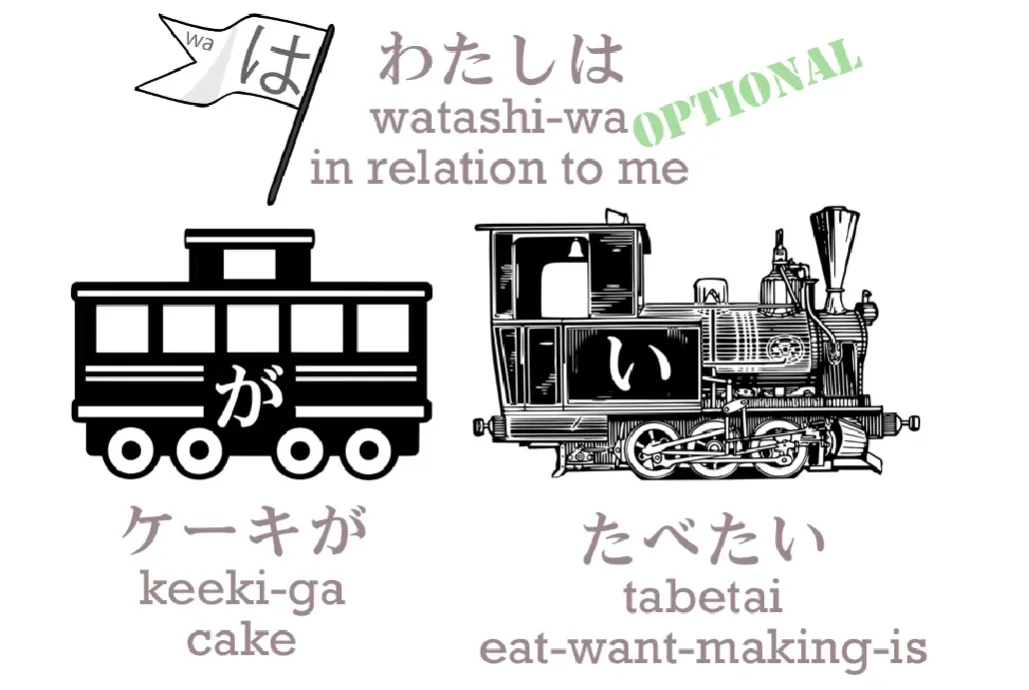 wa
は
わたしは
watashi-wa
OPTIONAL
in relation to me
が
い
ケーキが
keeki-ga
cake
たべたい
tabetai
eat-want-making-is